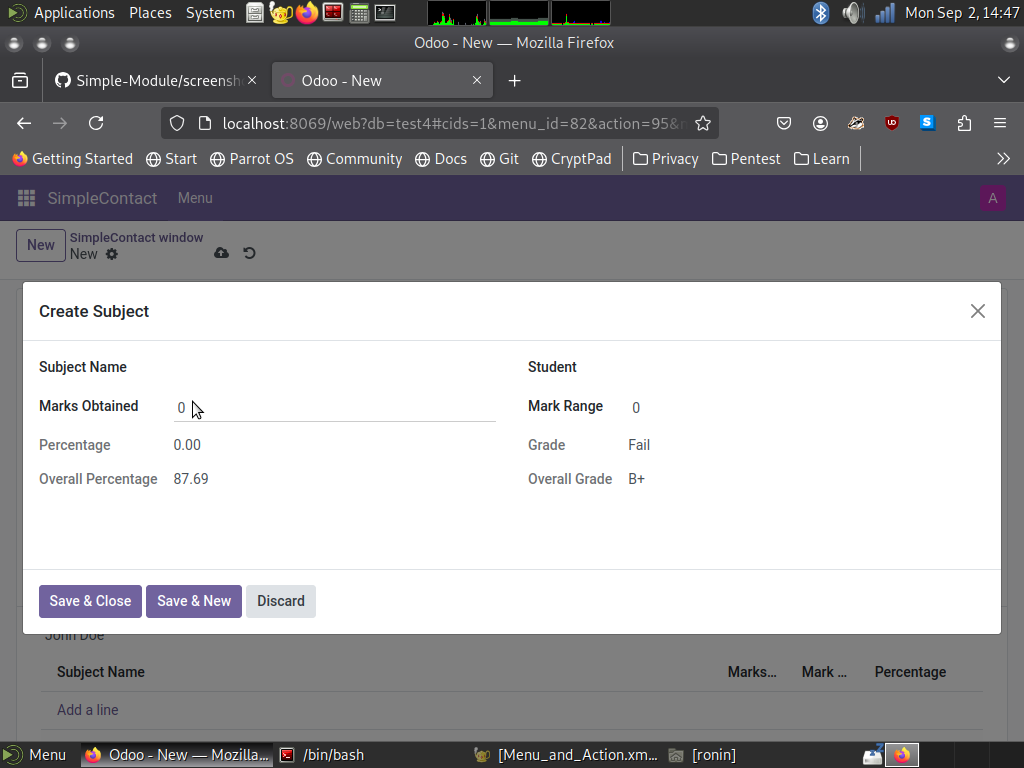 Applications Places System Mon Sep 2, 14:47
Odoo - New — Mozilla Firefox
Simple-Module/screensh Odoo - New
localhost:8069/web?db=test4#cids=1&menu_id=82&action=95&
Getting Started Start Parrot OS Community Docs Git CryptPad Privacy Pentest Learn
SimpleContact Menu A
New SimpleContact window
New
Create Subject
Subject Name Student
Marks Obtained 0 Mark Range 0
Percentage 0.00 Grade Fail
Overall Percentage 87.69 Overall Grade B+
Save & Close Save & New Discard
John Doe
Subject Name Marks... Mark ... Percentage
Add a line
Menu Odoo - New — Mozilla... /bin/bash [Menu_and_Action.xm... [ronin]